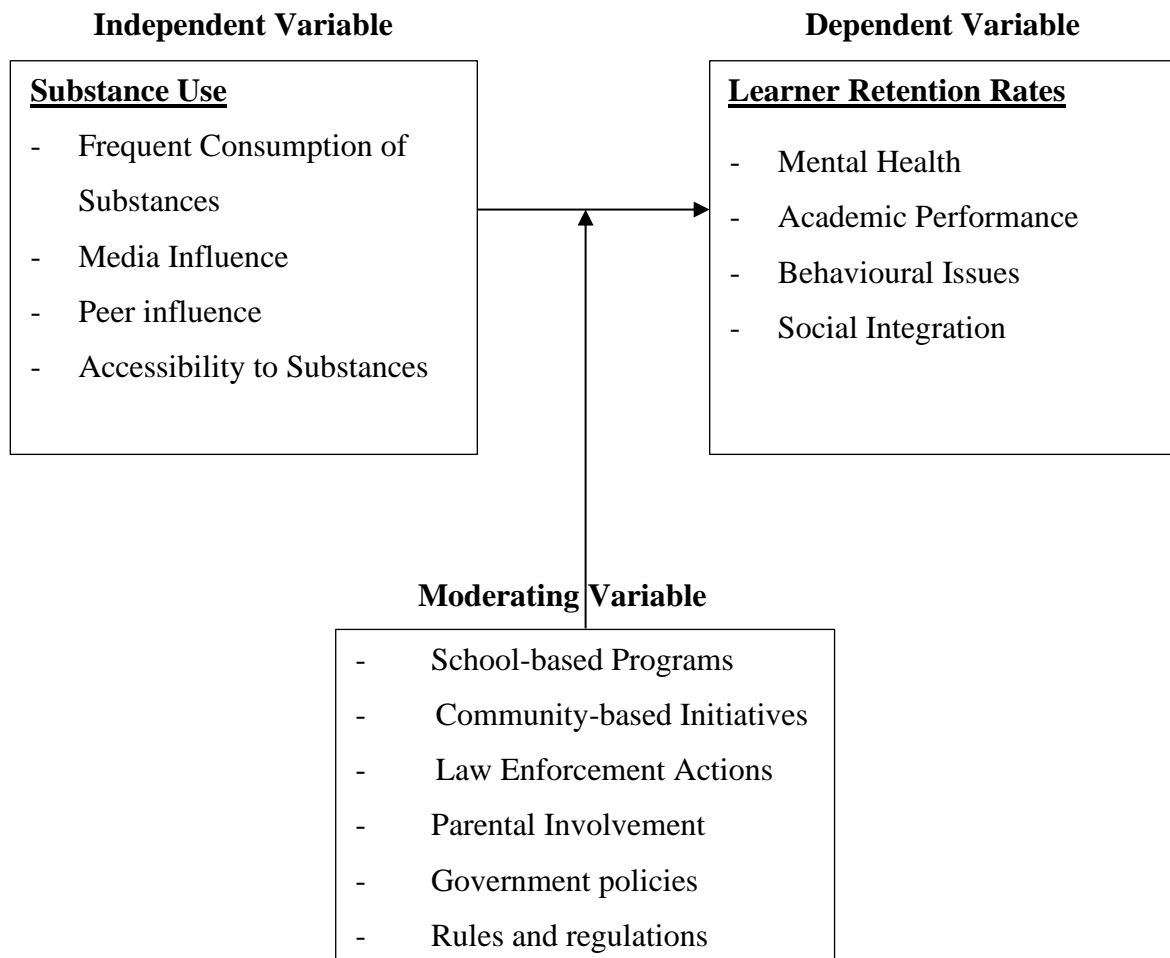 Independent Variable
Dependent Variable
Substance Use
- Frequent Consumption of
Substances
- Media Influence
- Peer influence
- Accessibility to Substances
Learner Retention Rates
- Mental Health
- Academic Performance
- Behavioural Issues
- Social Integration
Moderating Variable
- School-based Programs
- Community-based Initiatives
- Law Enforcement Actions
- Parental Involvement
- Government policies
- Rules and regulations